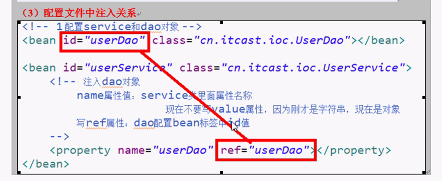 （3）配置文件中注入关系
<!-- 1配置service和dao对象 -->
<bean id="userDao" class="cn.itcast.ioc.UserDao"></bean>
<bean id="userService" class="cn.itcast.ioc.UserService">
<!-- 注入dao对象
name属性值：service类里面属性名称
现在不要写value属性，因为刚才是字符串，现在是对象
写ref属性：dao配置bean标签中id值
-->
<property name="userDao" ref="userDao"></property>
</bean>